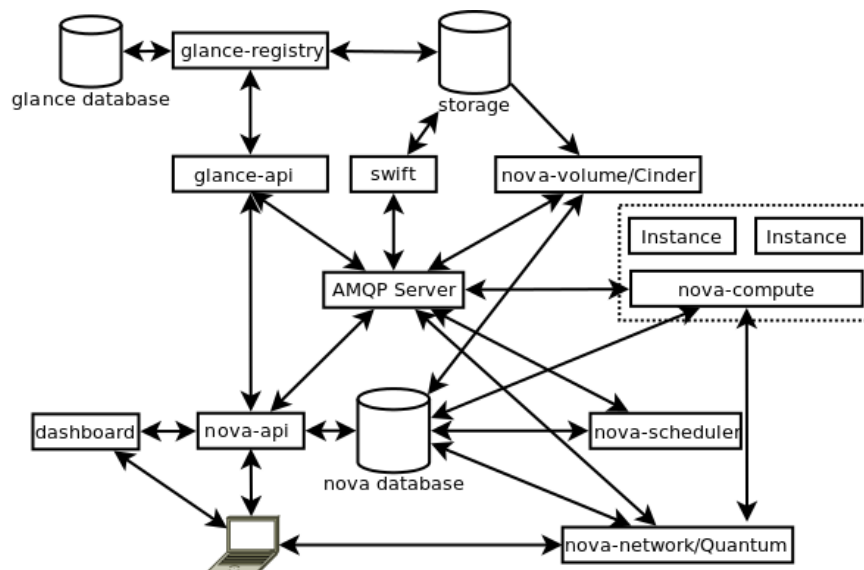 glance-registry
glance database
storage
glance-api
swift
nova-volume/Cinder
Instance
Instance
AMQP Server
nova-compute
dashboard
nova-api
nova-scheduler
nova database
nova-network/Quantum